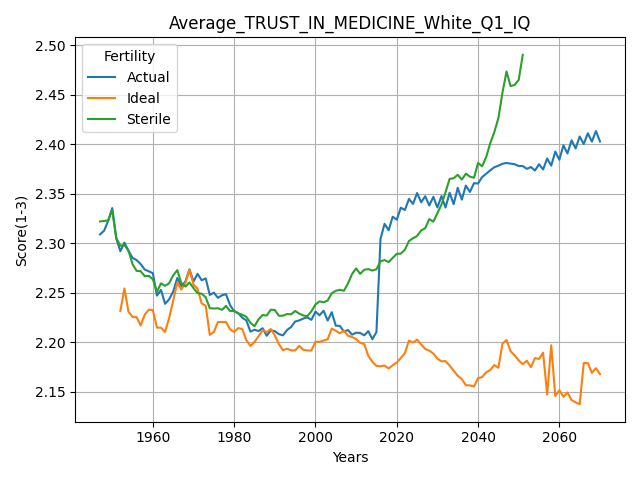 Average_TRUST_IN_MEDICINE_White_Q1_IQ
Score(1-3)
2.50
2.45
2.40
2.35
2.30
2.25
2.20
2.15
Fertility
Actual
Ideal
Sterile
1960 1980 2000 2020 2040 2060
Years